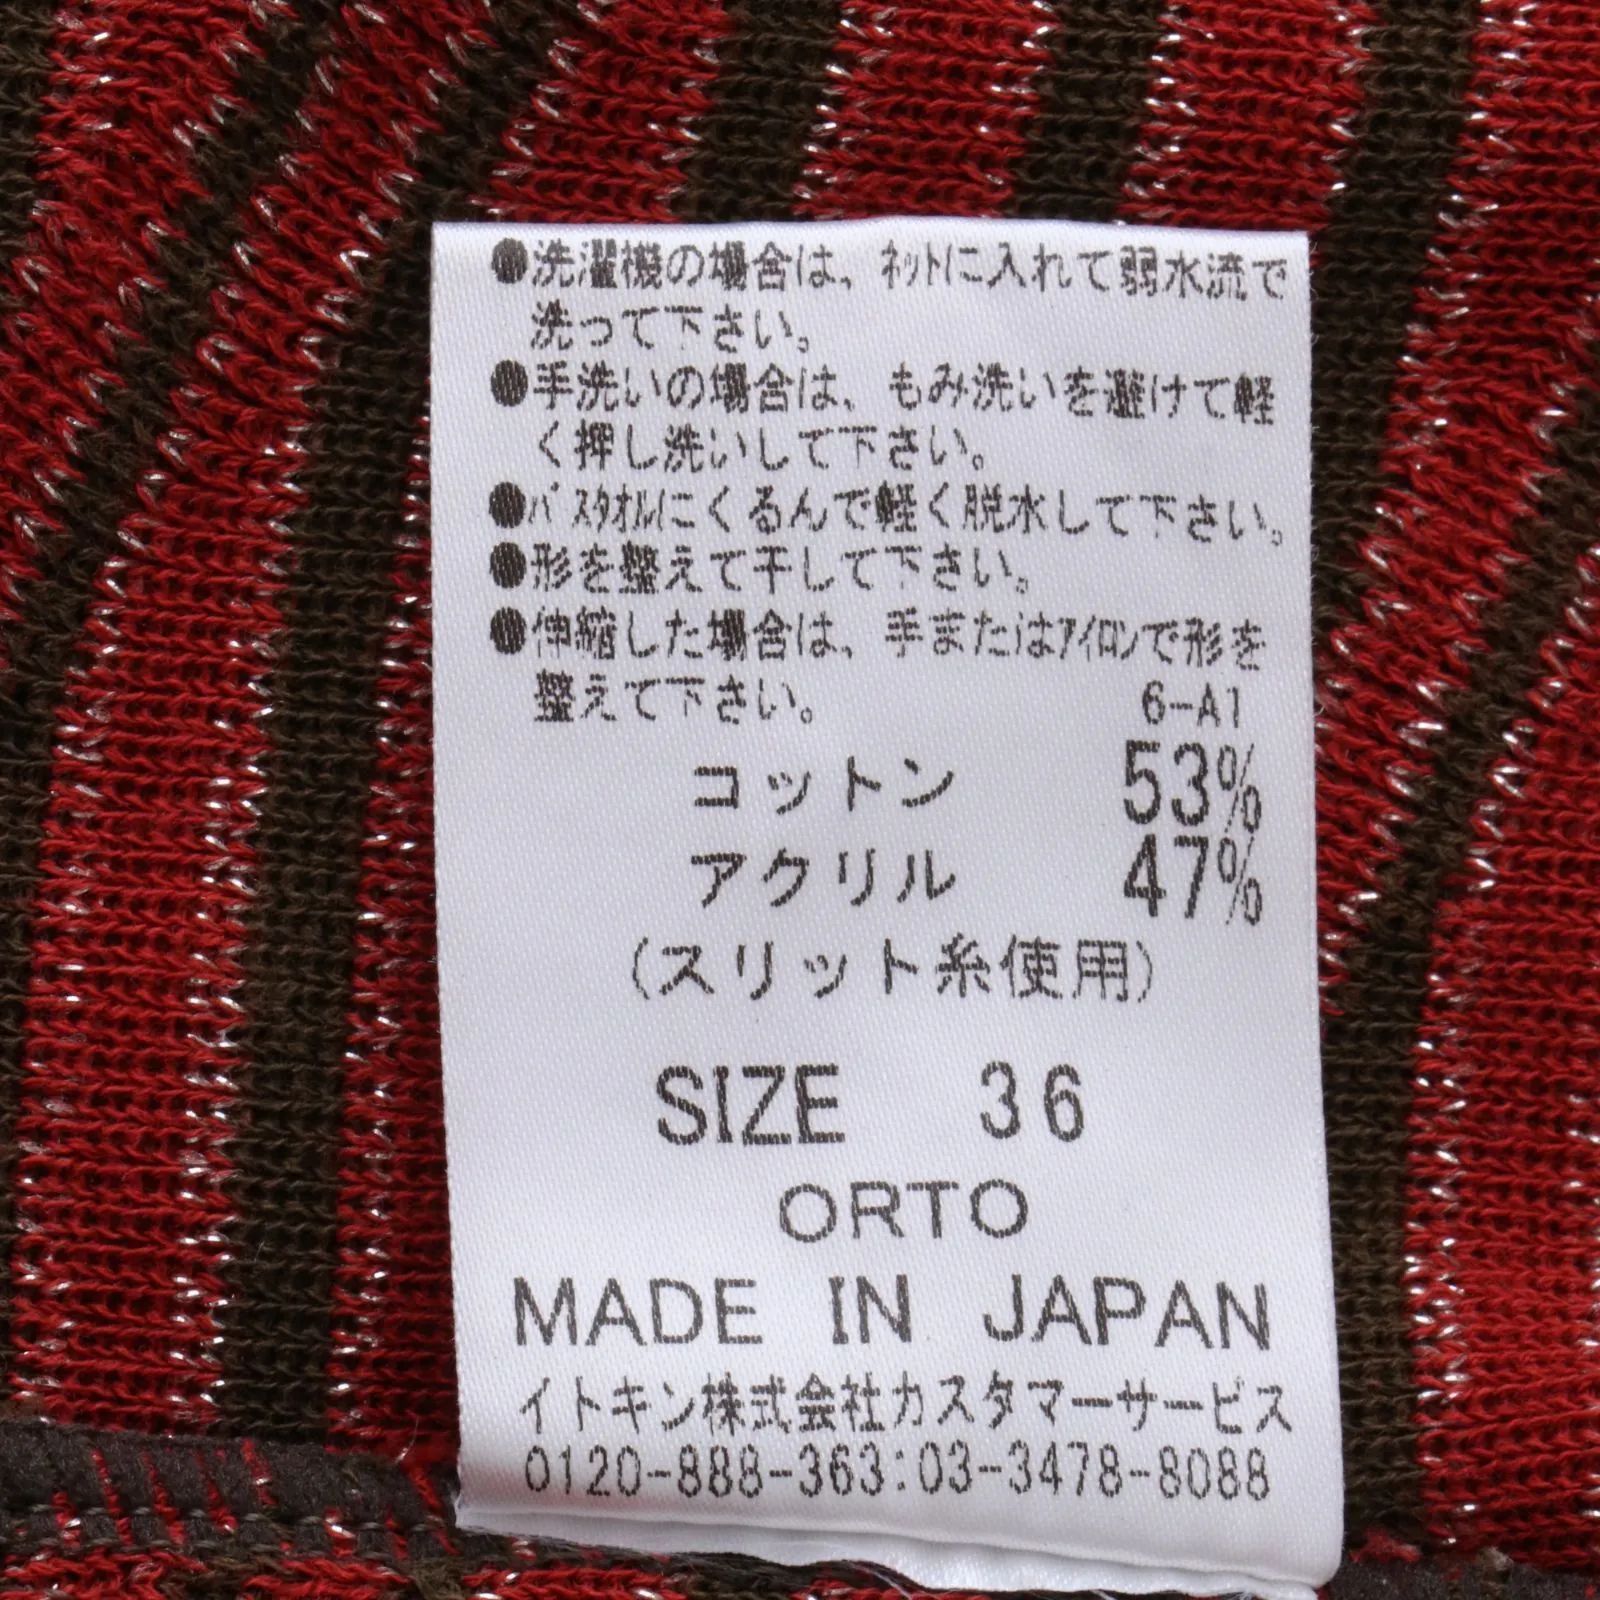 ●洗濯機の場合は、ネットに入れて弱水流で
洗って下さい。
●手洗いの場合は、もみ洗いを避けて軽
く押し洗いして下さい。
●バスタオルにくるんで軽く脱水して下さい。
●形を整えて干して下さい。
●伸縮した場合は、手またはアイロンで形を
整えて下さい。 6-A1
コットン 53%
アクリル 47%
(スリット糸使用)
SIZE 36
ORTO
MADE IN JAPAN
イトキン株式会社カスタマーサービス
0120-888-363:03-3478-8088